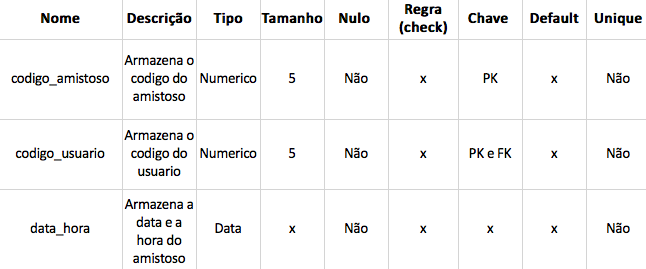 Nome Descrição Tipo Tamanho Nulo Regra (check) Chave Default Unique
codigo_amistoso Armazena o codigo do amistoso Numerico 5 Não x PK x Não
codigo_usuario Armazena o codigo do usuario Numerico 5 Não x PK e FK x Não
data_hora Armazena a data e a hora do amistoso Data x Não x x x Não